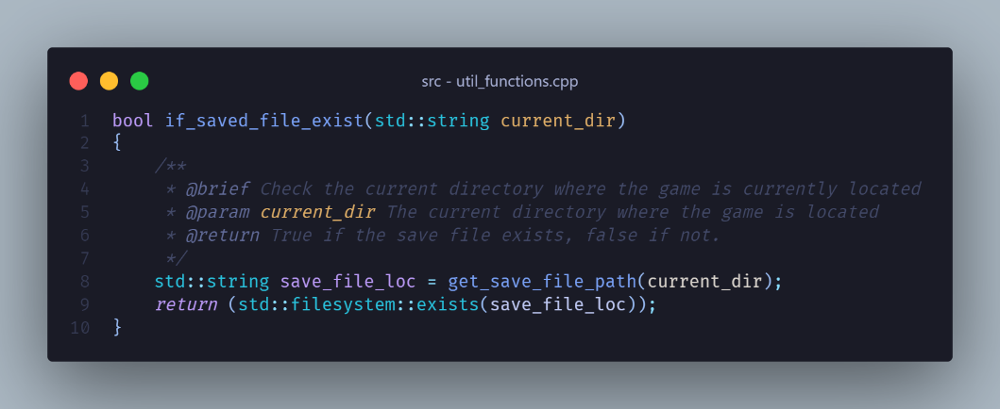 src - util_functions.cpp
1 bool if_saved_file_exist(std::string current_dir)
2 {
3     /**
4      * @brief Check the current directory where the game is currently located
5      * @param current_dir The current directory where the game is located
6      * @return True if the save file exists, false if not.
7      */
8     std::string save_file_loc = get_save_file_path(current_dir);
9     return (std::filesystem::exists(save_file_loc));
10 }